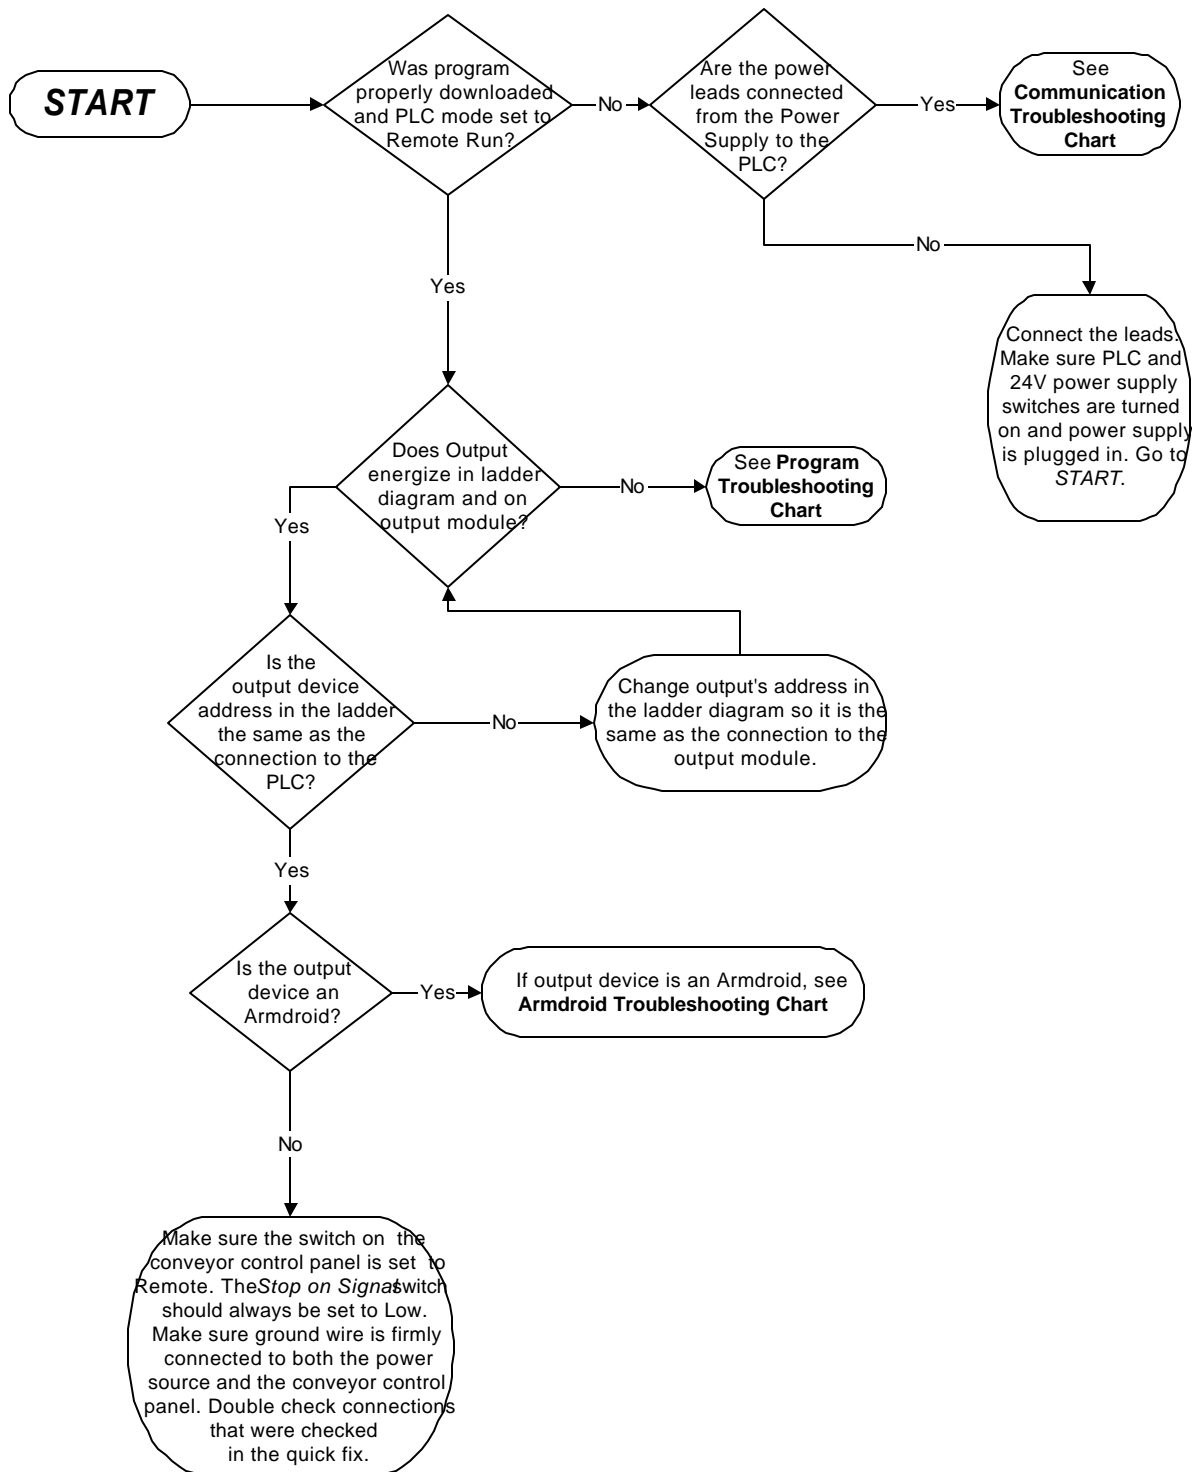 START
Was program
properly downloaded
and PLC mode set to
Remote Run?
No
Are the power
leads connected
from the Power
Supply to the
PLC?
Yes
See
Communication
Troubleshooting
Chart
No
Connect the leads.
Make sure PLC and
24V power supply
switches are turned
on and power supply
is plugged in. Go to
START.
Yes
Does Output
energize in ladder
diagram and on
output module?
No
See Program
Troubleshooting
Chart
Yes
Is the
output device
address in the ladder
the same as the
connection to the
PLC?
No
Change output's address in
the ladder diagram so it is the
same as the connection to the
output module.
Yes
Is the output
device an
Armdroid?
Yes
If output device is an Armdroid, see
Armdroid Troubleshooting Chart
No
Make sure the switch on the
conveyor control panel is set to
Remote. The Stop on Signal switch
should always be set to Low.
Make sure ground wire is firmly
connected to both the power
source and the conveyor control
panel. Double check connections
that were checked
in the quick fix.